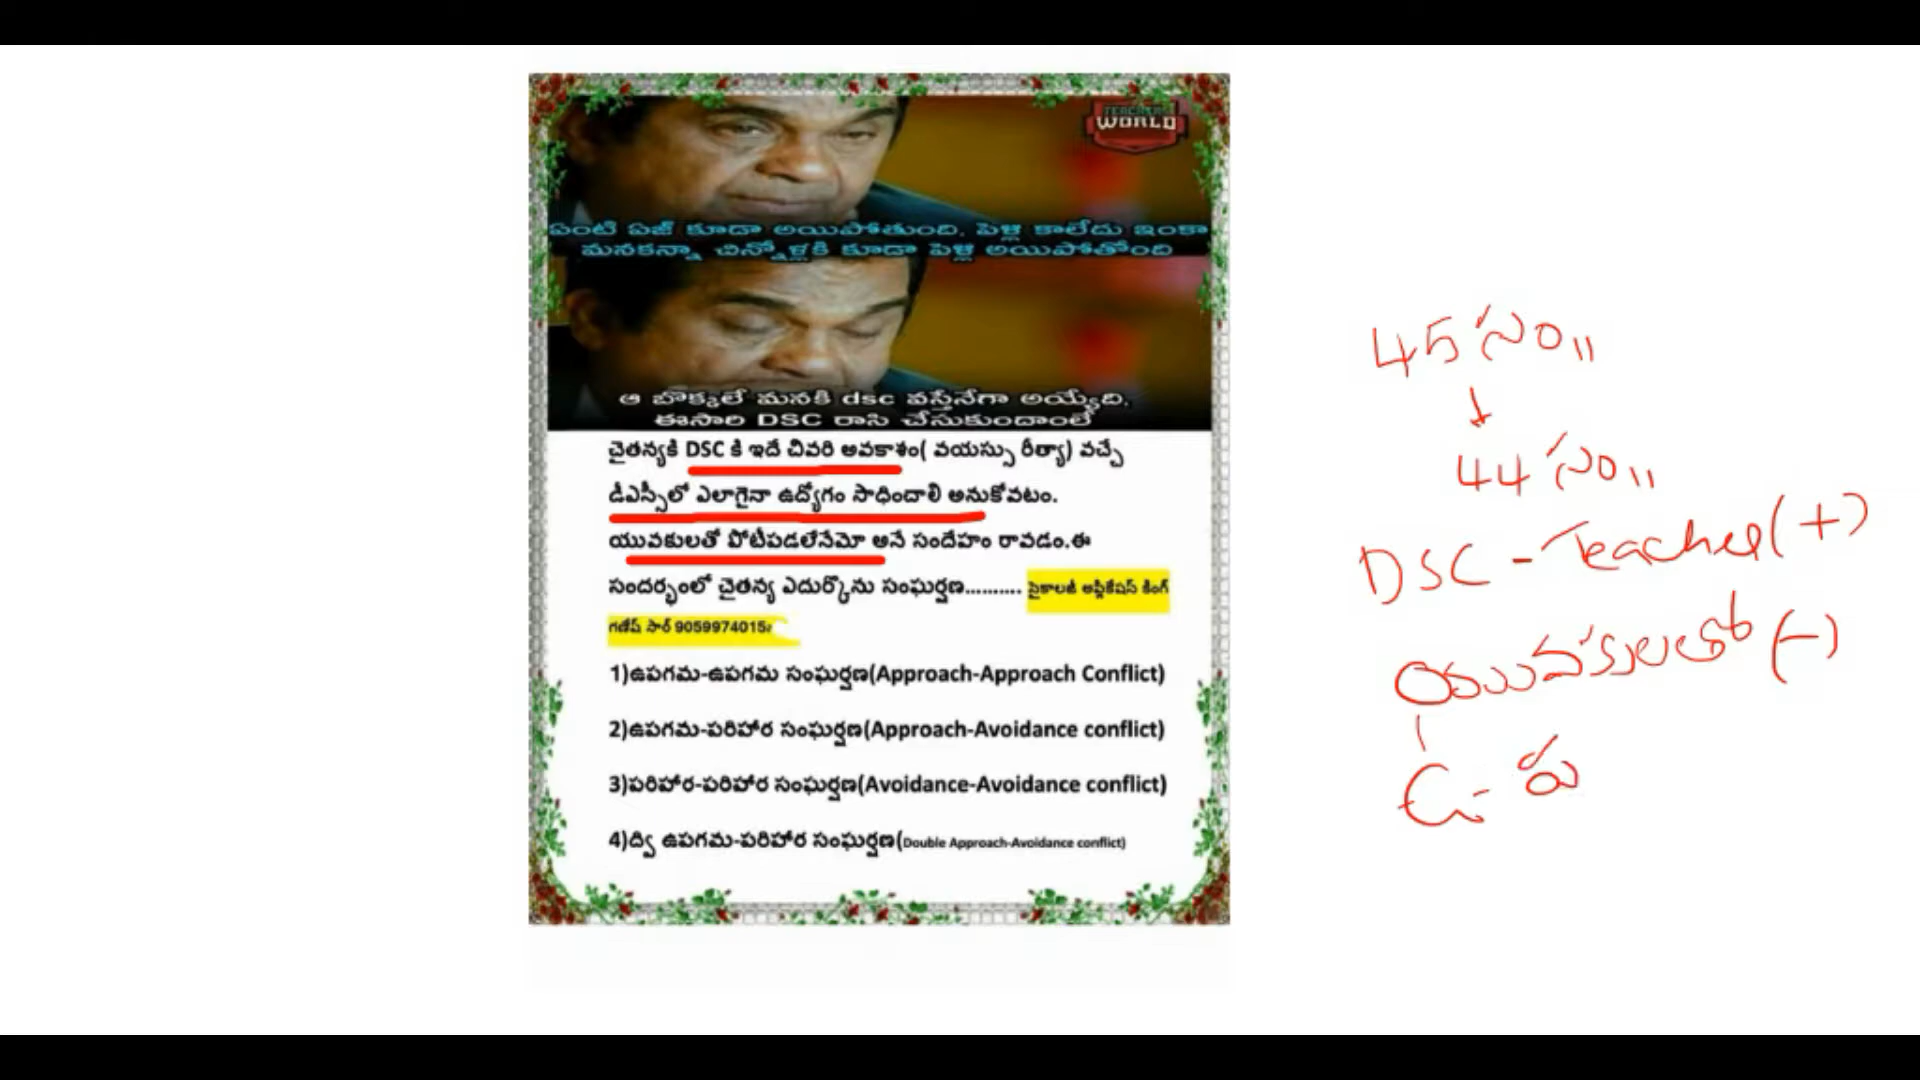 TEACHERS
WORLD
ఏంటి ఏజ్ కూడా అయిపోతుంది, పెళ్లి కాలేదు ఇంకా
మనకన్నా చిన్నోళ్లకి కూడా పెళ్లి అయిపోతోంది
ఆ బొక్కలే మనకి dsc వస్తేనేగా అయ్యేది,
ఈసారి DSC రాసి చేసుకుందాంలే
చైతన్యకి DSC కి ఇదే చివరి అవకాశం( వయస్సు రీత్యా) వచ్చే
డీఎస్సీలో ఎలాగైనా ఉద్యోగం సాధించాలి అనుకోవటం.
యువకులతో పోటీపడలేనేమో అనే సందేహం రావడం.ఈ
సందర్భంలో చైతన్య ఎదుర్కొను సంఘర్షణ.......... సైకాలజీ అప్లికేషన్ కింగ్
గణేష్ సార్ 9059974015
1)ఉపగమ-ఉపగమ సంఘర్షణ(Approach-Approach Conflict)
2)ఉపగమ-పరిహార సంఘర్షణ(Approach-Avoidance conflict)
3)పరిహార-పరిహార సంఘర్షణ(Avoidance-Avoidance conflict)
4)ద్వి ఉపగమ-పరిహార సంఘర్షణ(Double Approach-Avoidance conflict)
45 సం॥
44 సం॥
DSC - Teacher (+)
యువకులతో (-)
ఉ - ప